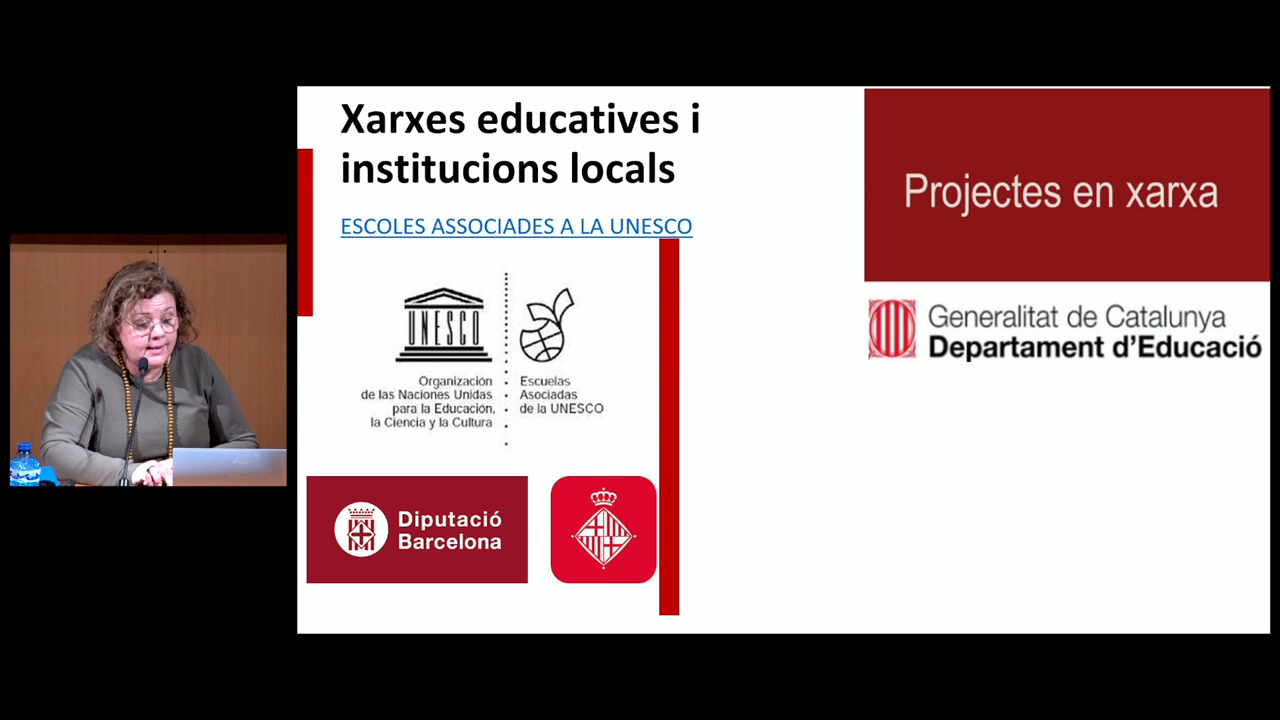 Xarxes educatives i
institucions locals
ESCOLES ASSOCIADES A LA UNESCO
UNESCO
Organización
de las Naciones Unidas
para la Educación,
la Ciencia y la Cultura
Escuelas
Asociadas
de la UNESCO
Diputació
Barcelona
Projectes en xarxa
Generalitat de Catalunya
Departament d'Educació